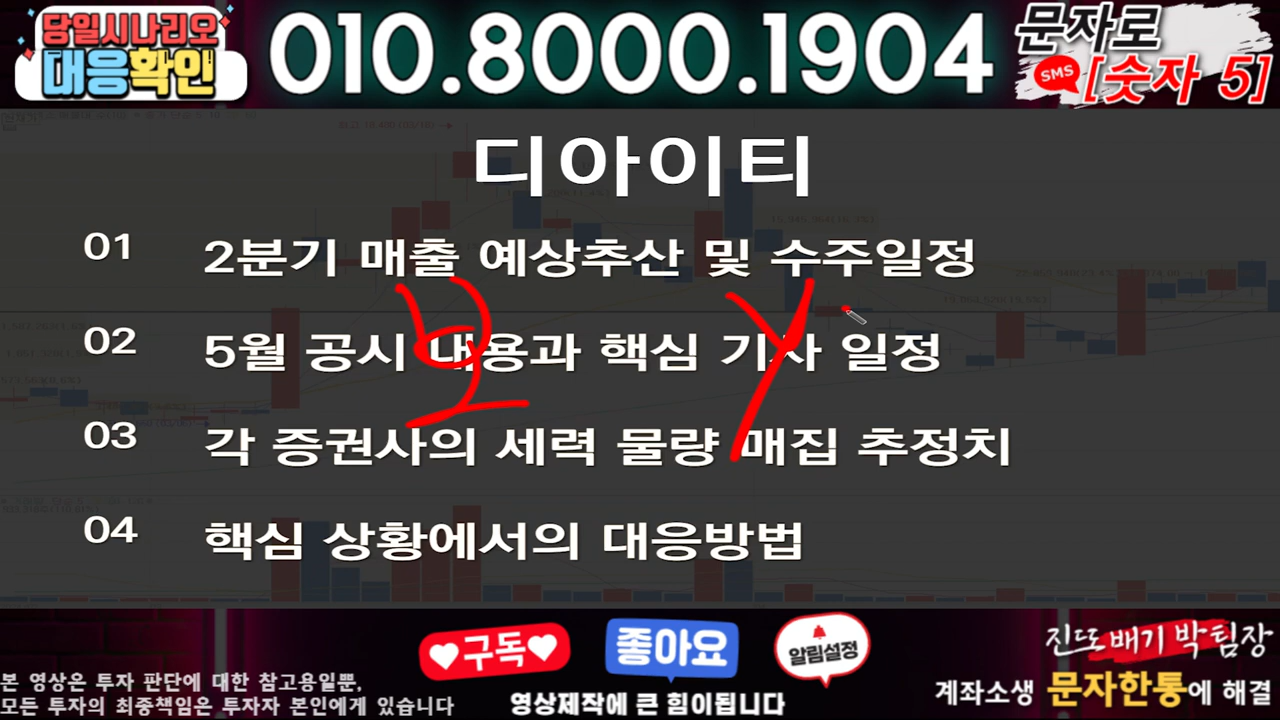 당일시나리오
대응확인
010.8000.1904
문자로
SMS
[숫자 5]
디아이티
01 2분기 매출 예상추산 및 수주일정
02 5월 공시 내용과 핵심 기사 일정
03 각 증권사의 세력 물량 매집 추정치
04 핵심 상황에서의 대응방법
구독
좋아요
알림설정
영상제작에 큰 힘이됩니다
본 영상은 투자 판단에 대한 참고용일뿐,
모든 투자의 최종책임은 투자자 본인에게 있습니다
진또배기 박팀장
계좌소생 문자한통에 해결